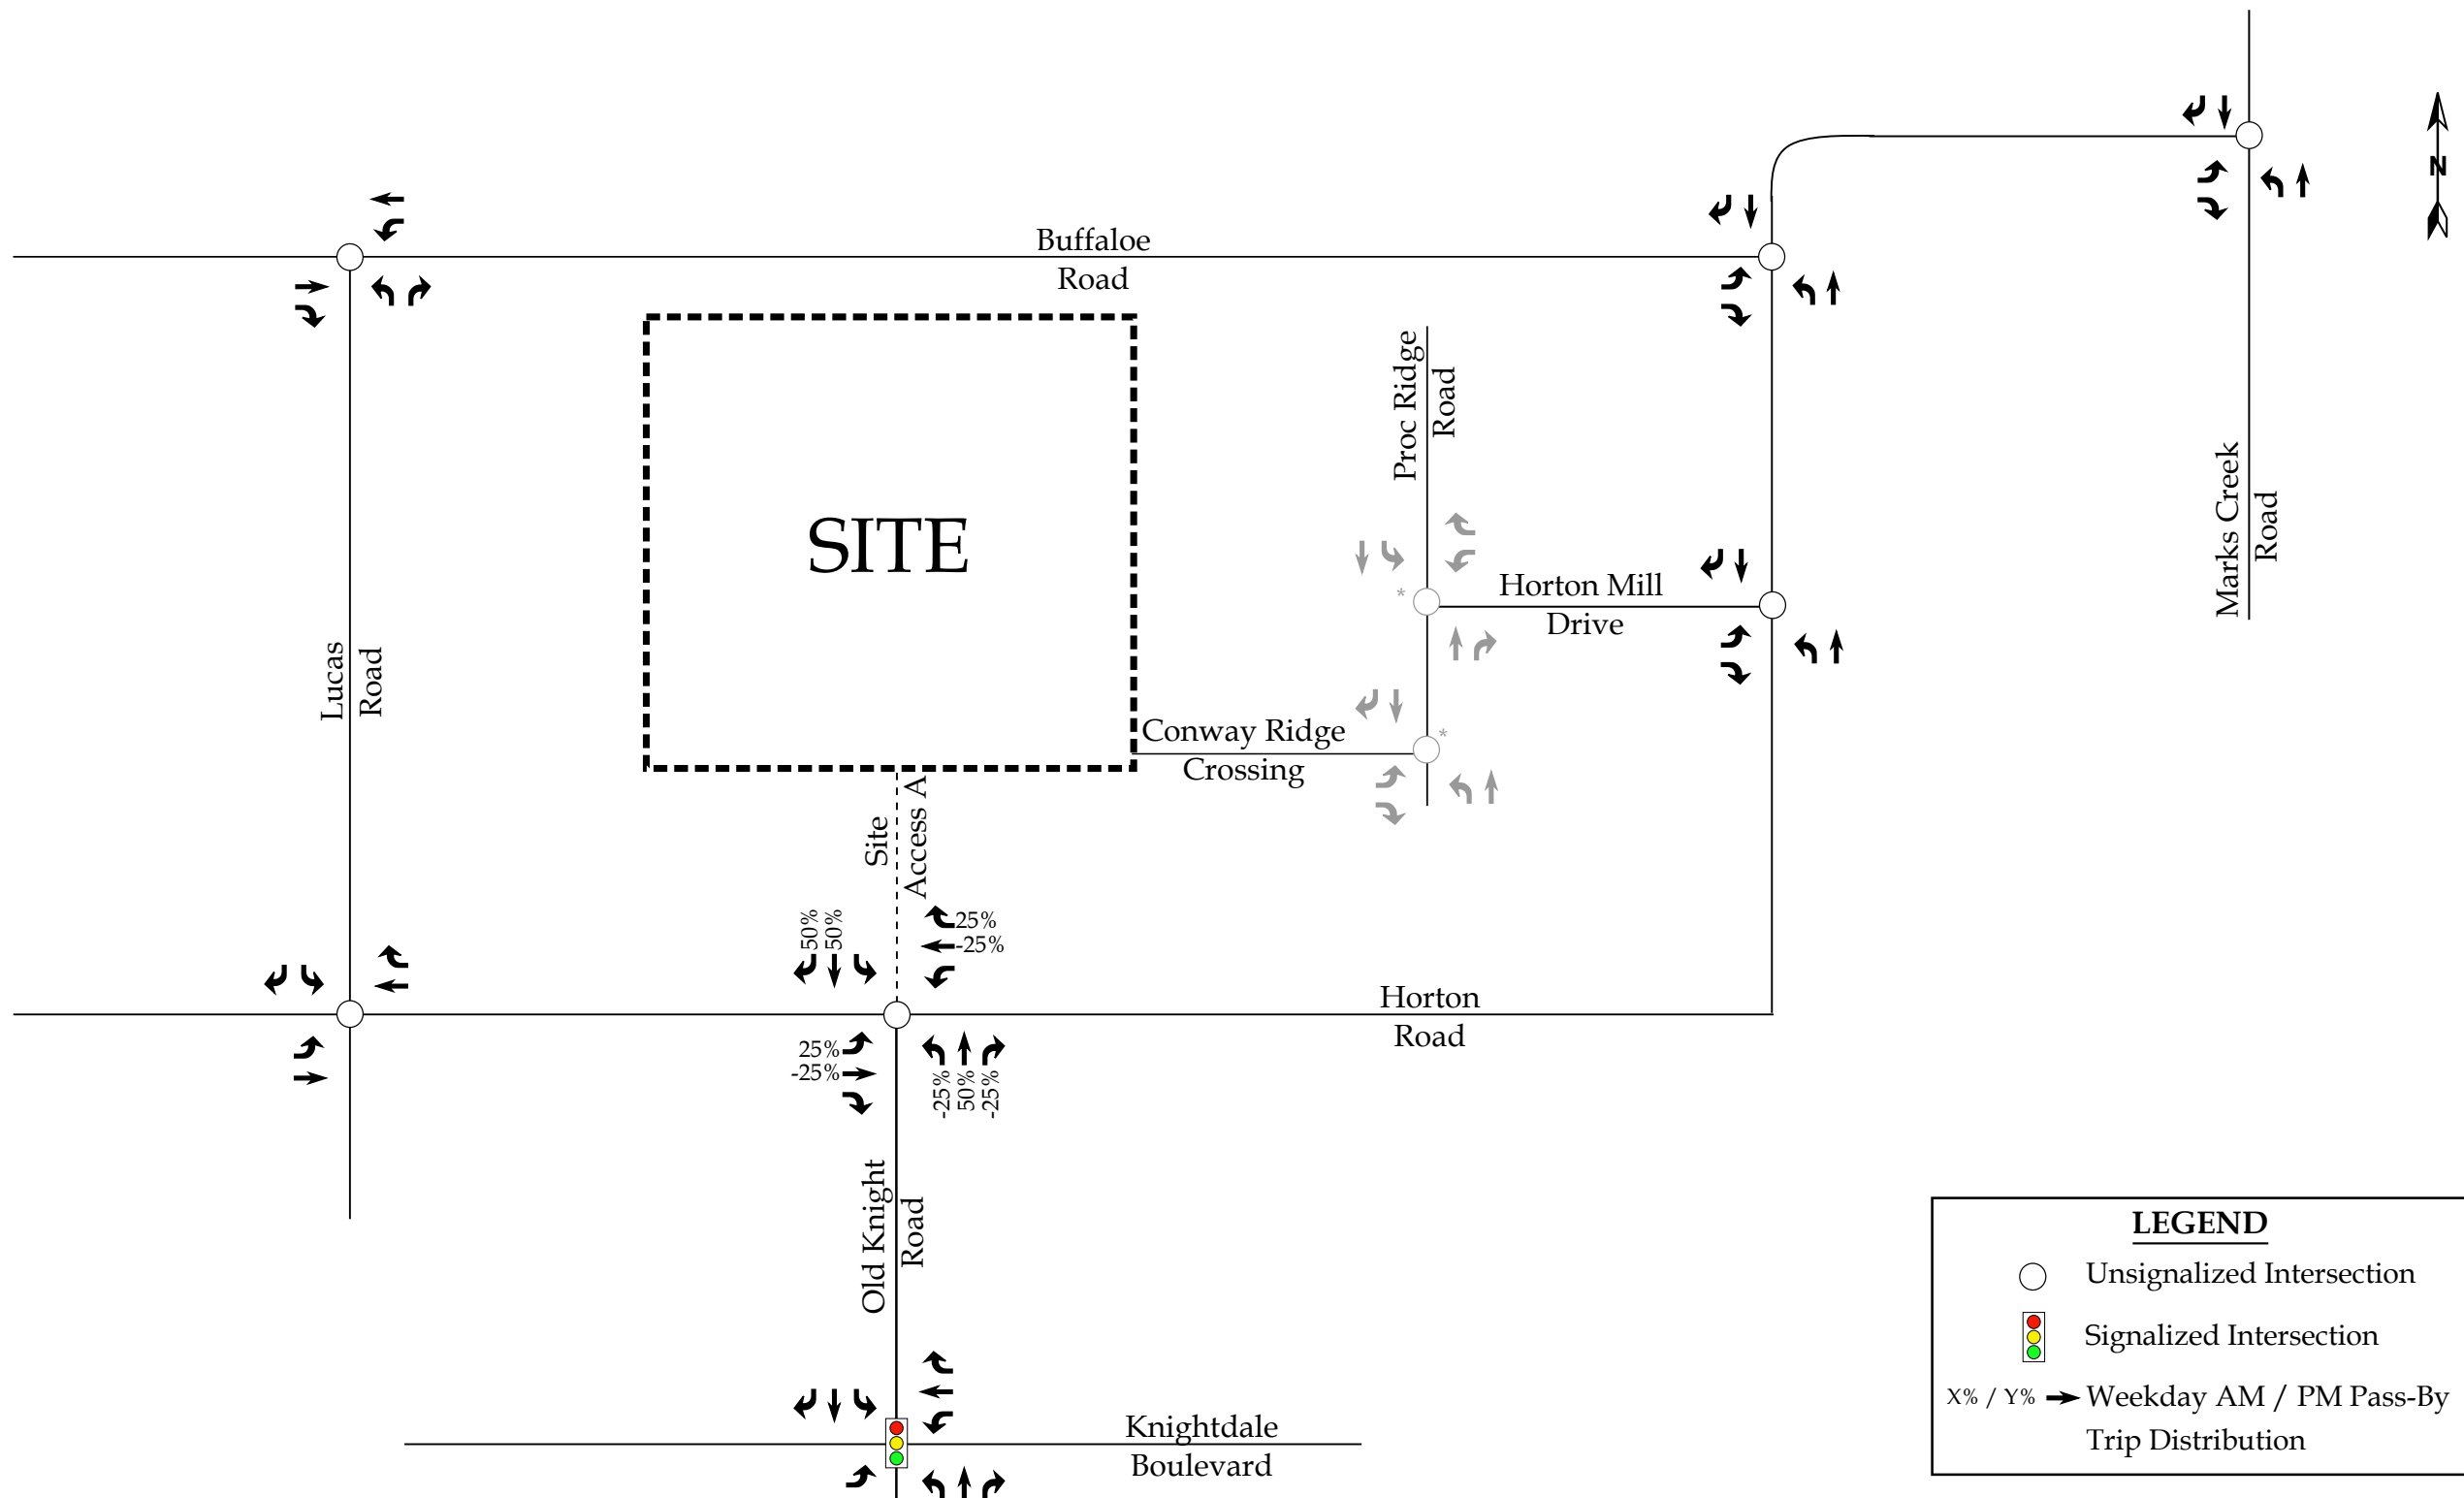 N
Buffaloe
Road
Proc Ridge
Road
Marks Creek
Road
SITE
*
Horton Mill
Drive
Lucas
Road
Conway Ridge
Crossing
*
Site
Access A
50%
50%
25%
-25%
Horton
Road
25%
-25%
-25%
50%
-25%
Old Knight
Road
Knightdale
Boulevard
LEGEND
Unsignalized Intersection
Signalized Intersection
X% / Y% Weekday AM / PM Pass-By
Trip Distribution